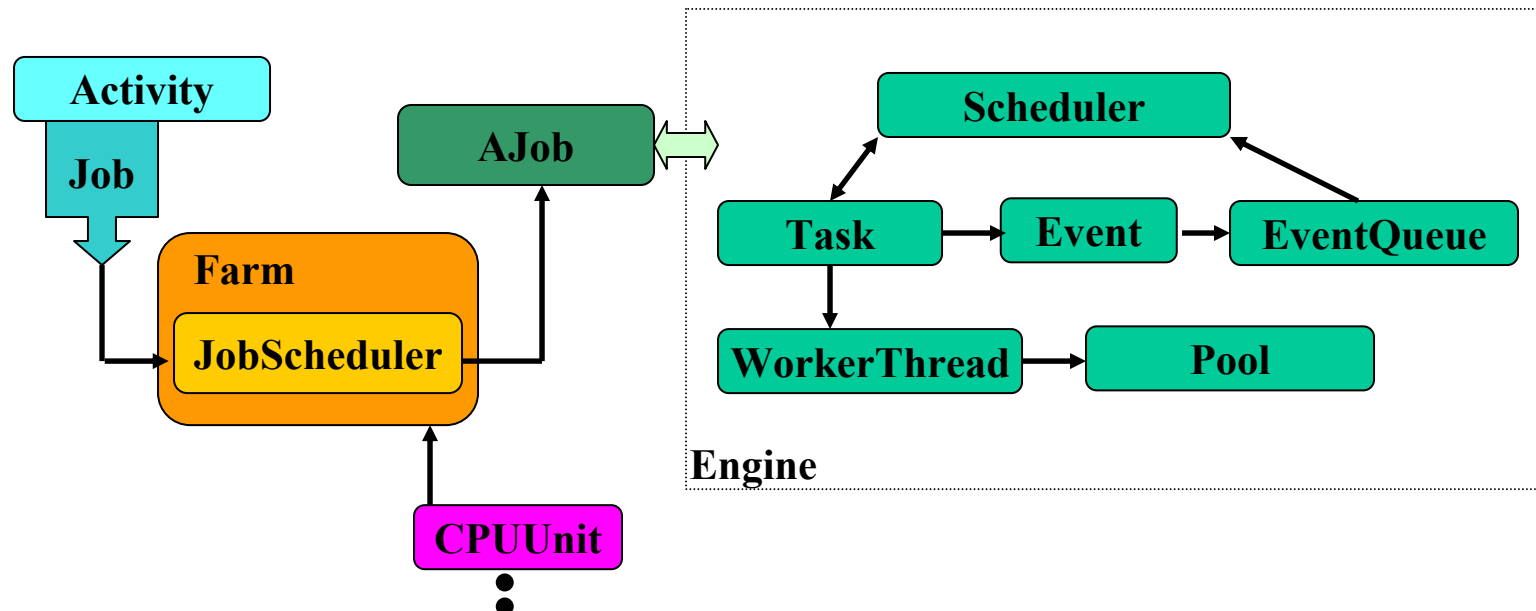 Activity
Job
Farm
JobScheduler
CPUUnit
AJob
Scheduler
Task
Event
EventQueue
WorkerThread
Pool
Engine